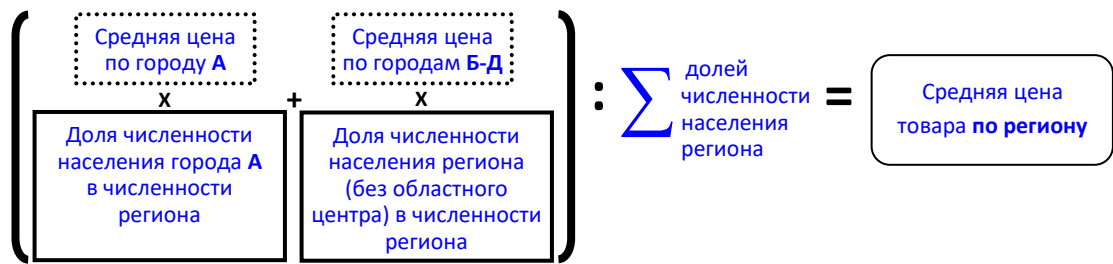 Средняя цена
по городу А
X
Доля численности
населения города А
в численности
региона
+
Средняя цена
по городам Б-Д
X
Доля численности
населения региона
(без областного
центра) в численности
региона
:
∑
долей
численности
населения
региона
=
Средняя цена
товара по региону